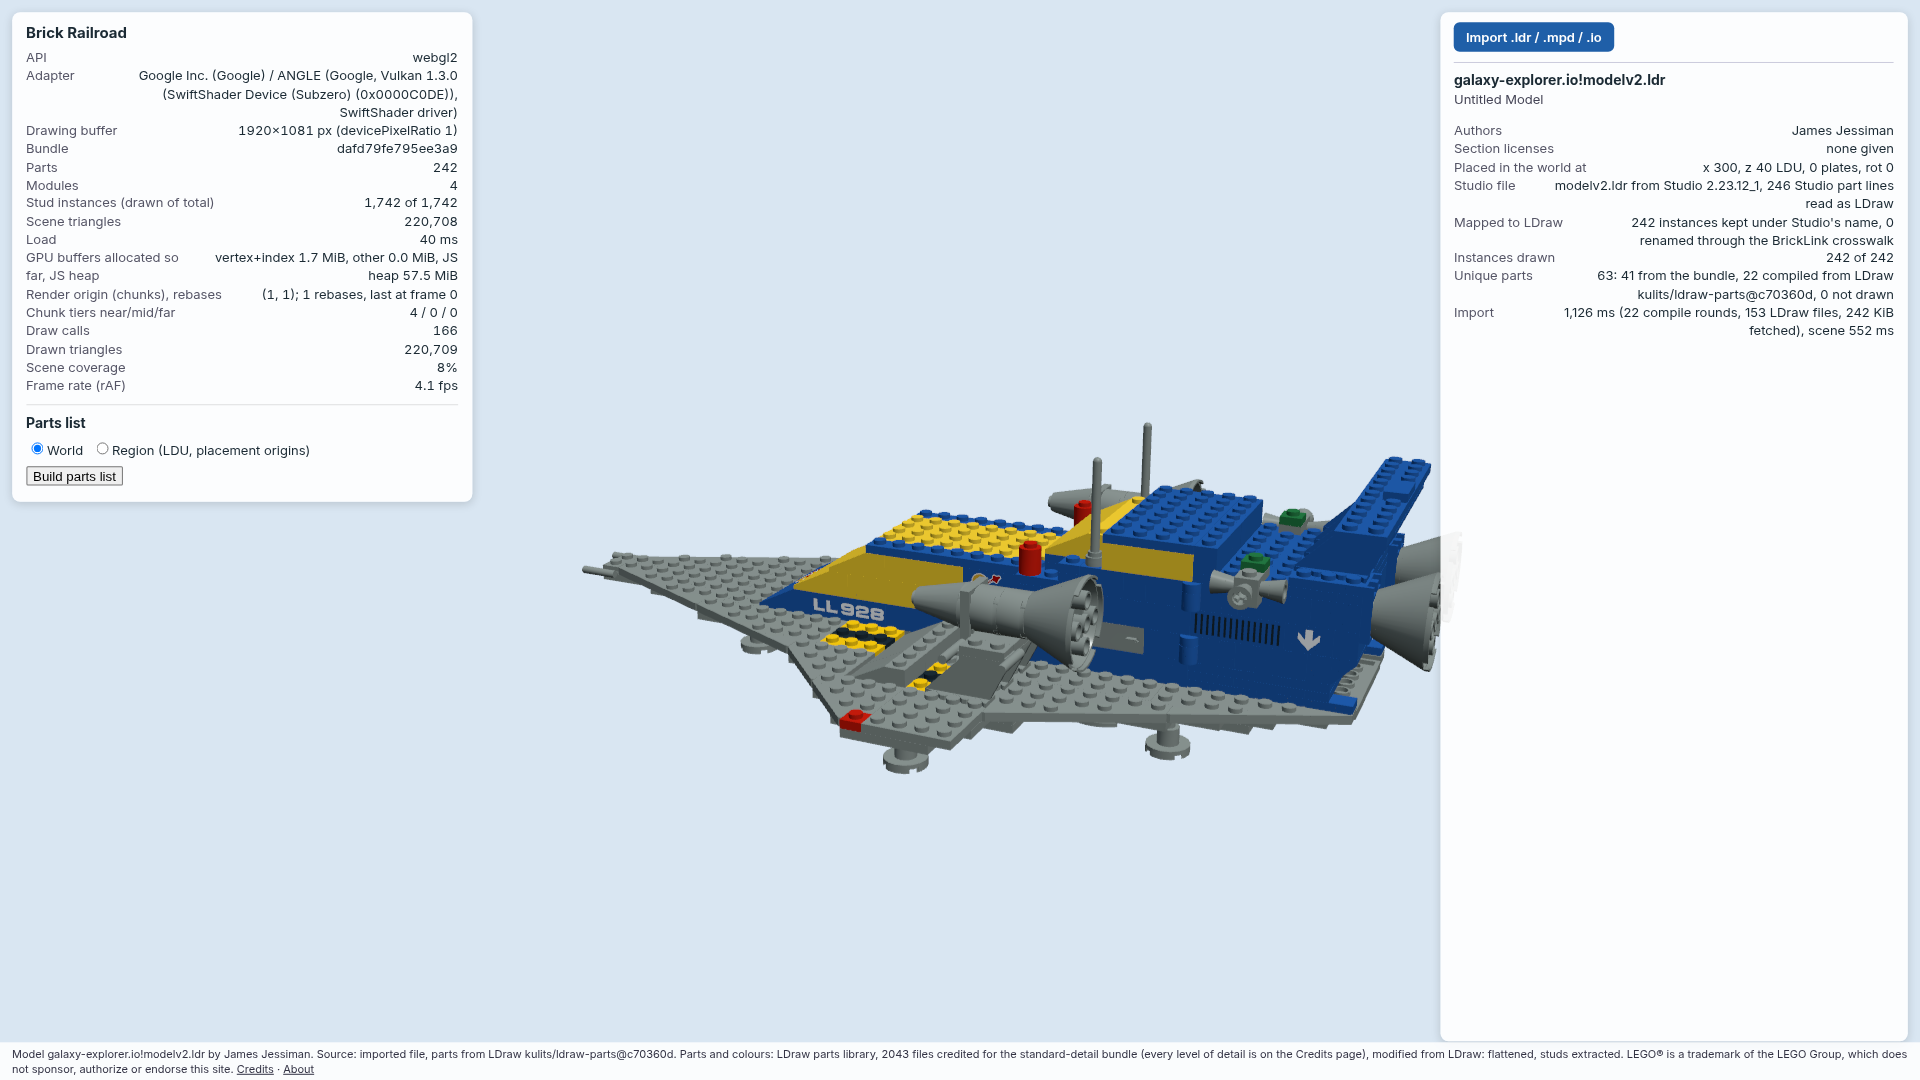 Brick Railroad
API webgl2
Adapter Google Inc. (Google) / ANGLE (Google, Vulkan 1.3.0
(SwiftShader Device (Subzero) (0x0000C0DE)),
SwiftShader driver)
Drawing buffer 1920×1081 px (devicePixelRatio 1)
Bundle dafd79fe795ee3a9
Parts 242
Modules 4
Stud instances (drawn of total) 1,742 of 1,742
Scene triangles 220,708
Load 40 ms
GPU buffers allocated so vertex+index 1.7 MiB, other 0.0 MiB, JS
far, JS heap heap 57.5 MiB
Render origin (chunks), rebases (1, 1); 1 rebases, last at frame 0
Chunk tiers near/mid/far 4 / 0 / 0
Draw calls 166
Drawn triangles 220,709
Scene coverage 8%
Frame rate (rAF) 4.1 fps
Parts list
World Region (LDU, placement origins)
Build parts list
LL928
Import .ldr / .mpd / .io
galaxy-explorer.io!modelv2.ldr
Untitled Model
Authors James Jessiman
Section licenses none given
Placed in the world at x 300, z 40 LDU, 0 plates, rot 0
Studio file modelv2.ldr from Studio 2.23.12_1, 246 Studio part lines
read as LDraw
Mapped to LDraw 242 instances kept under Studio's name, 0
renamed through the BrickLink crosswalk
Instances drawn 242 of 242
Unique parts 63: 41 from the bundle, 22 compiled from LDraw
kulits/ldraw-parts@c70360d, 0 not drawn
Import 1,126 ms (22 compile rounds, 153 LDraw files, 242 KiB
fetched), scene 552 ms
Model galaxy-explorer.io!modelv2.ldr by James Jessiman. Source: imported file, parts from LDraw kulits/ldraw-parts@c70360d. Parts and colours: LDraw parts library, 2043 files credited for the standard-detail bundle (every level of detail is on the Credits page), modified from LDraw: flattened, studs extracted. LEGO® is a trademark of the LEGO Group, which does
not sponsor, authorize or endorse this site. Credits · About